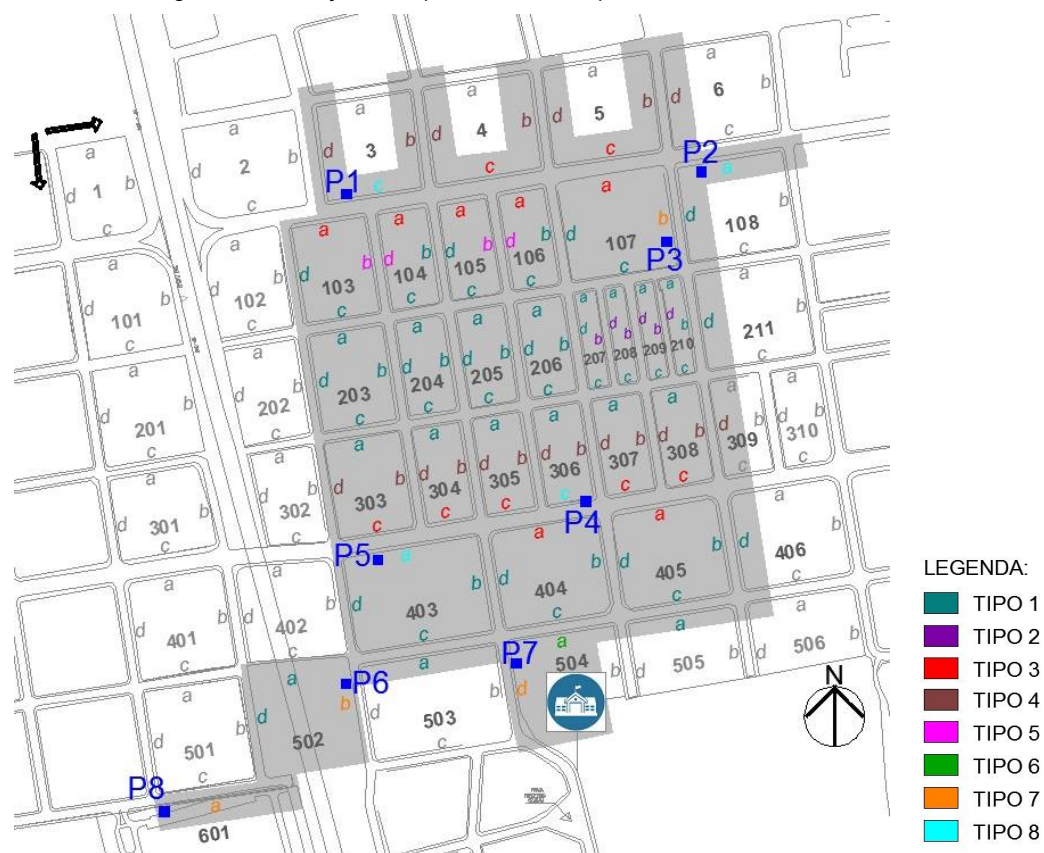 a
3
d
b
c
a
4
d
b
c
a
5
d
b
c
a
6
d
b
c
a
1
d
b
c
a
2
d
b
c
P1
P2
a
101
d
b
c
a
102
d
b
c
a
103
d
b
c
a
104
d
b
c
a
105
d
b
c
a
106
d
b
c
a
107
d
b
c
P3
a
108
d
b
c
a
201
d
b
c
a
202
d
b
c
a
203
d
b
c
a
204
d
b
c
a
205
d
b
c
a
206
d
b
c
a
207
d
b
c
a
208
d
b
c
a
209
d
b
c
a
210
d
b
c
a
211
d
b
c
a
301
d
b
c
a
302
d
b
c
a
303
d
b
c
a
304
d
b
c
a
305
d
b
c
a
306
d
b
c
P4
a
307
d
b
c
a
308
d
b
c
a
309
d
b
c
a
310
d
b
c
P5
a
401
d
b
c
a
402
d
b
c
a
403
d
b
c
a
404
d
b
c
a
405
d
b
c
a
406
d
b
c
P6
P7
a
501
d
b
c
a
502
d
b
a
503
d
b
c
a
504
d
b
a
505
d
b
a
506
d
b
P8
a
601
N
LEGENDA:
TIPO 1
TIPO 2
TIPO 3
TIPO 4
TIPO 5
TIPO 6
TIPO 7
TIPO 8